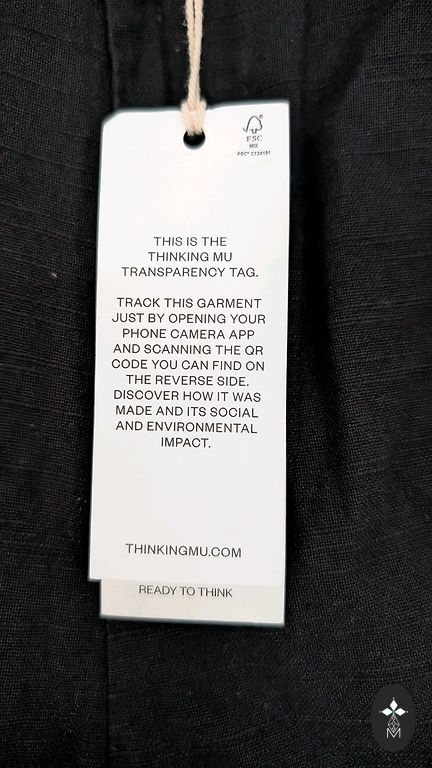 FSC
MIX
FSC® C134151
THIS IS THE
THINKING MU
TRANSPARENCY TAG.
TRACK THIS GARMENT
JUST BY OPENING YOUR
PHONE CAMERA APP
AND SCANNING THE QR
CODE YOU CAN FIND ON
THE REVERSE SIDE.
DISCOVER HOW IT WAS
MADE AND ITS SOCIAL
AND ENVIRONMENTAL
IMPACT.
THINKINGMU.COM
READY TO THINK
M